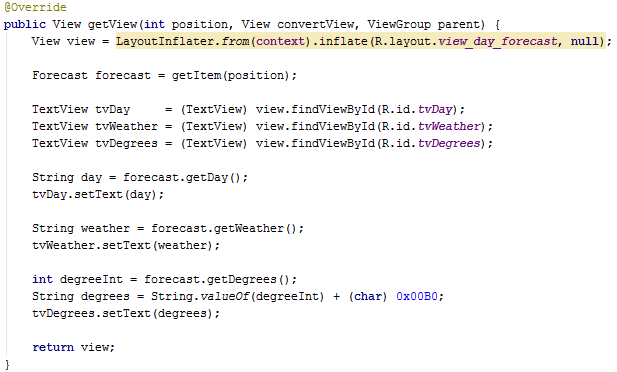 @Override
public View getView(int position, View convertView, ViewGroup parent) {
    View view = LayoutInflater.from(context).inflate(R.layout.view_day_forecast, null);
    Forecast forecast = getItem(position);
    TextView tvDay     = (TextView) view.findViewById(R.id.tvDay);
    TextView tvWeather = (TextView) view.findViewById(R.id.tvWeather);
    TextView tvDegrees = (TextView) view.findViewById(R.id.tvDegrees);
    String day = forecast.getDay();
    tvDay.setText(day);
    String weather = forecast.getWeather();
    tvWeather.setText(weather);
    int degreeInt = forecast.getDegrees();
    String degrees = String.valueOf(degreeInt) + (char) 0x00B0;
    tvDegrees.setText(degrees);
    return view;
}